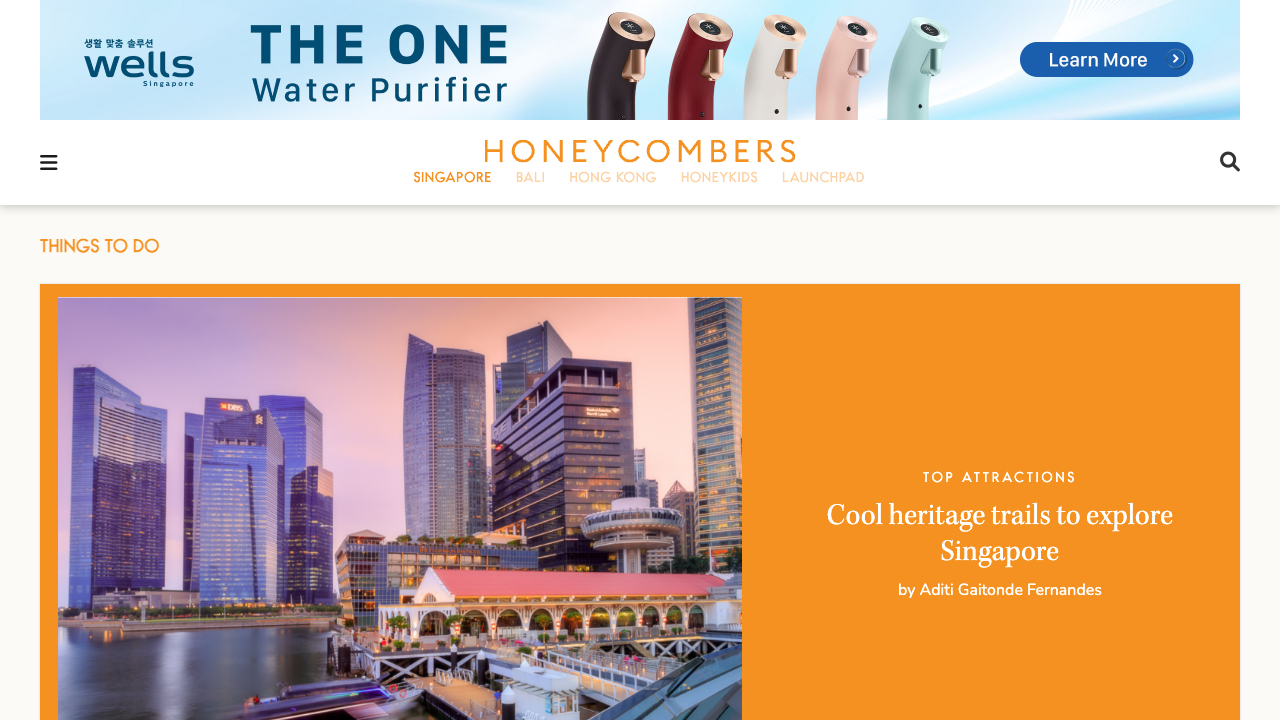 생활 맞춤 솔루션
wells
Singapore
THE ONE
Water Purifier
Learn More
HONEYCOMBERS
SINGAPORE BALI HONG KONG HONEYKIDS LAUNCHPAD
THINGS TO DO
DBS
TOP ATTRACTIONS
Cool heritage trails to explore
Singapore
by Aditi Gaitonde Fernandes